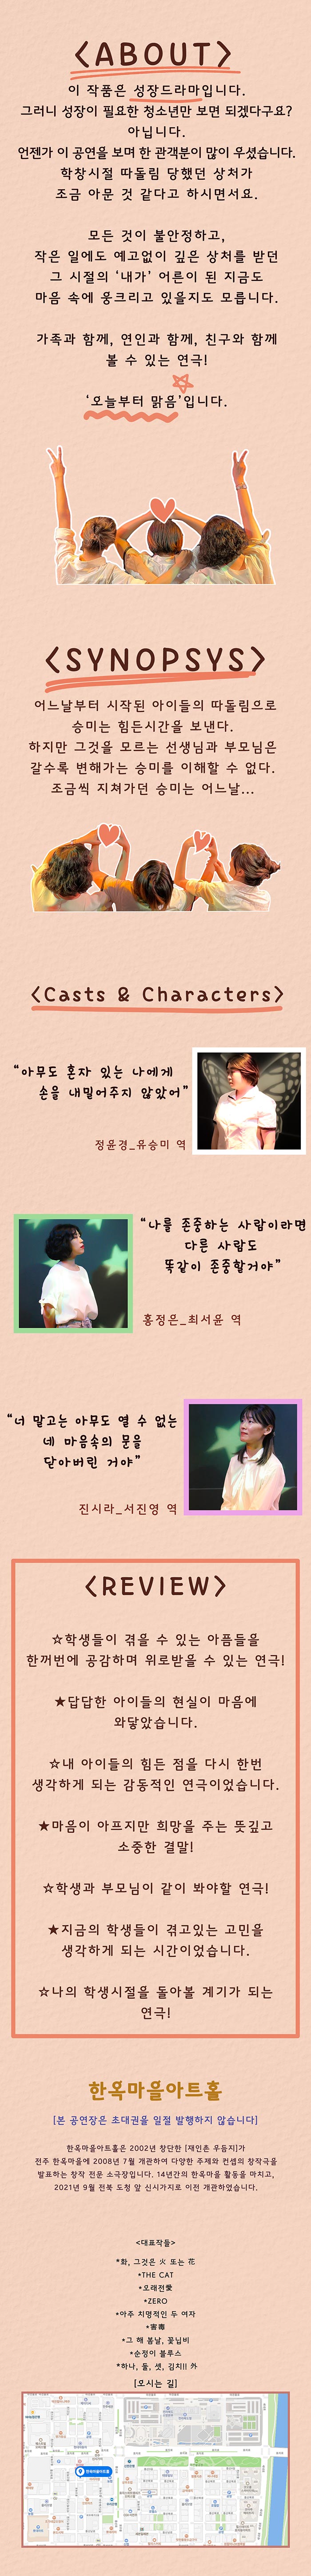 <ABOUT>
이 작품은 성장드라마입니다.
그러니 성장이 필요한 청소년만 보면 되겠다구요?
아닙니다.
언젠가 이 공연을 보며 한 관객분이 많이 우셨습니다.
학창시절 따돌림 당했던 상처가
조금 아문 것 같다고 하시면서요.
모든 것이 불안정하고,
작은 일에도 예고없이 깊은 상처를 받던
그 시절의 '내가' 어른이 된 지금도
마음 속에 웅크리고 있을지도 모릅니다.
가족과 함께, 연인과 함께, 친구와 함께
볼 수 있는 연극!
'오늘부터 맑음'입니다.
<SYNOPSYS>
어느날부터 시작된 아이들의 따돌림으로
승미는 힘든시간을 보낸다.
하지만 그것을 모르는 선생님과 부모님은
갈수록 변해가는 승미를 이해할 수 없다.
조금씩 지쳐가던 승미는 어느날...
<Casts & Characters>
"아무도 혼자 있는 나에게
손을 내밀어주지 않았어"
정윤경_유승미 역
"나를 존중하는 사람이라면
다른 사람도
똑같이 존중할거야"
홍정은_최서윤 역
"너 말고는 아무도 열 수 없는
네 마음속의 문을
닫아버린 거야"
진시라_서진영 역
<REVIEW>
☆학생들이 겪을 수 있는 아픔들을
한꺼번에 공감하며 위로받을 수 있는 연극!
★답답한 아이들의 현실이 마음에
와닿았습니다.
☆내 아이들의 힘든 점을 다시 한번
생각하게 되는 감동적인 연극이었습니다.
★마음이 아프지만 희망을 주는 뜻깊고
소중한 결말!
☆학생과 부모님이 같이 봐야할 연극!
★지금의 학생들이 겪고있는 고민을
생각하게 되는 시간이었습니다.
☆나의 학생시절을 돌아볼 계기가 되는
연극!
한옥마을아트홀
[본 공연장은 초대권을 일절 발행하지 않습니다]
한옥마을아트홀은 2002년 창단한 [재인촌 우듬지]가
전주 한옥마을에 2008년 7월 개관하여 다양한 주제와 컨셉의 창작극을
발표하는 창작 전문 소극장입니다. 14년간의 한옥마을 활동을 마치고,
2021년 9월 전북 도청 앞 신시가지로 이전 개관하였습니다.
<대표작들>
*화, 그것은 火 또는 花
*THE CAT
*오래전愛
*ZERO
*아주 치명적인 두 여자
*害毒
*그 해 봄날, 꽃닙비
*순정이 블루스
*하나, 둘, 셋, 김치!! 外
[오시는 길]
한옥마을아트홀